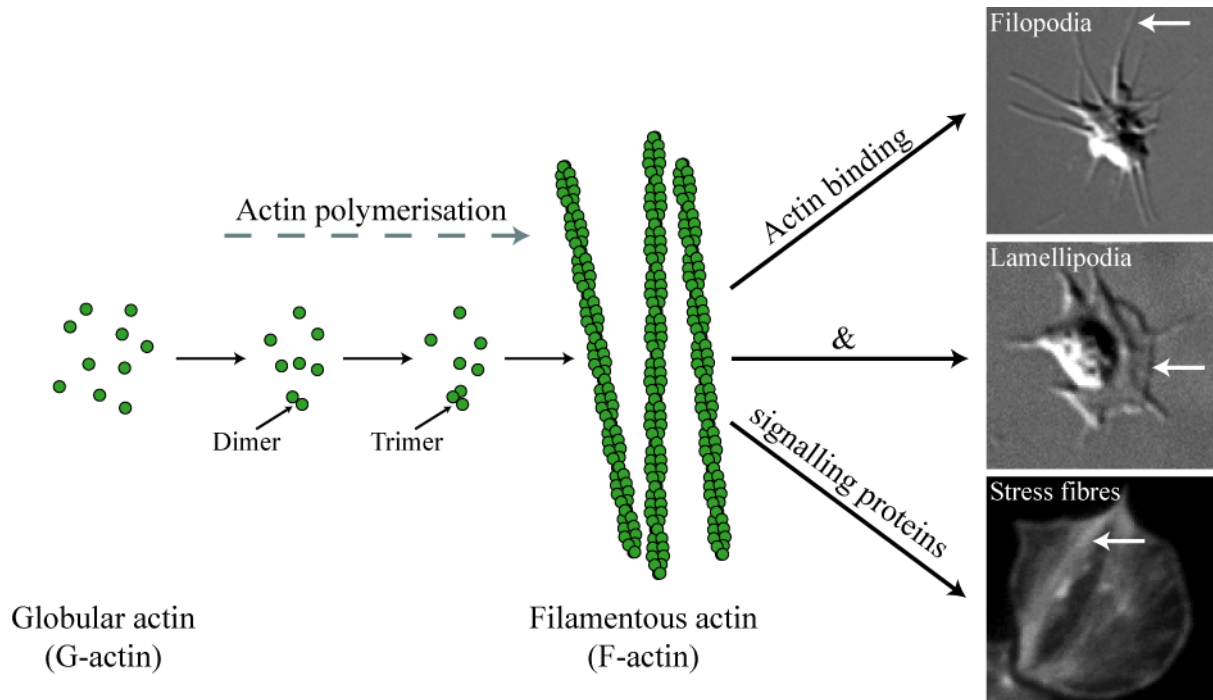 Actin polymerisation
Dimer
Trimer
Globular actin
(G-actin)
Filamentous actin
(F-actin)
Actin binding
&
signalling proteins
Filopodia
Lamellipodia
Stress fibres